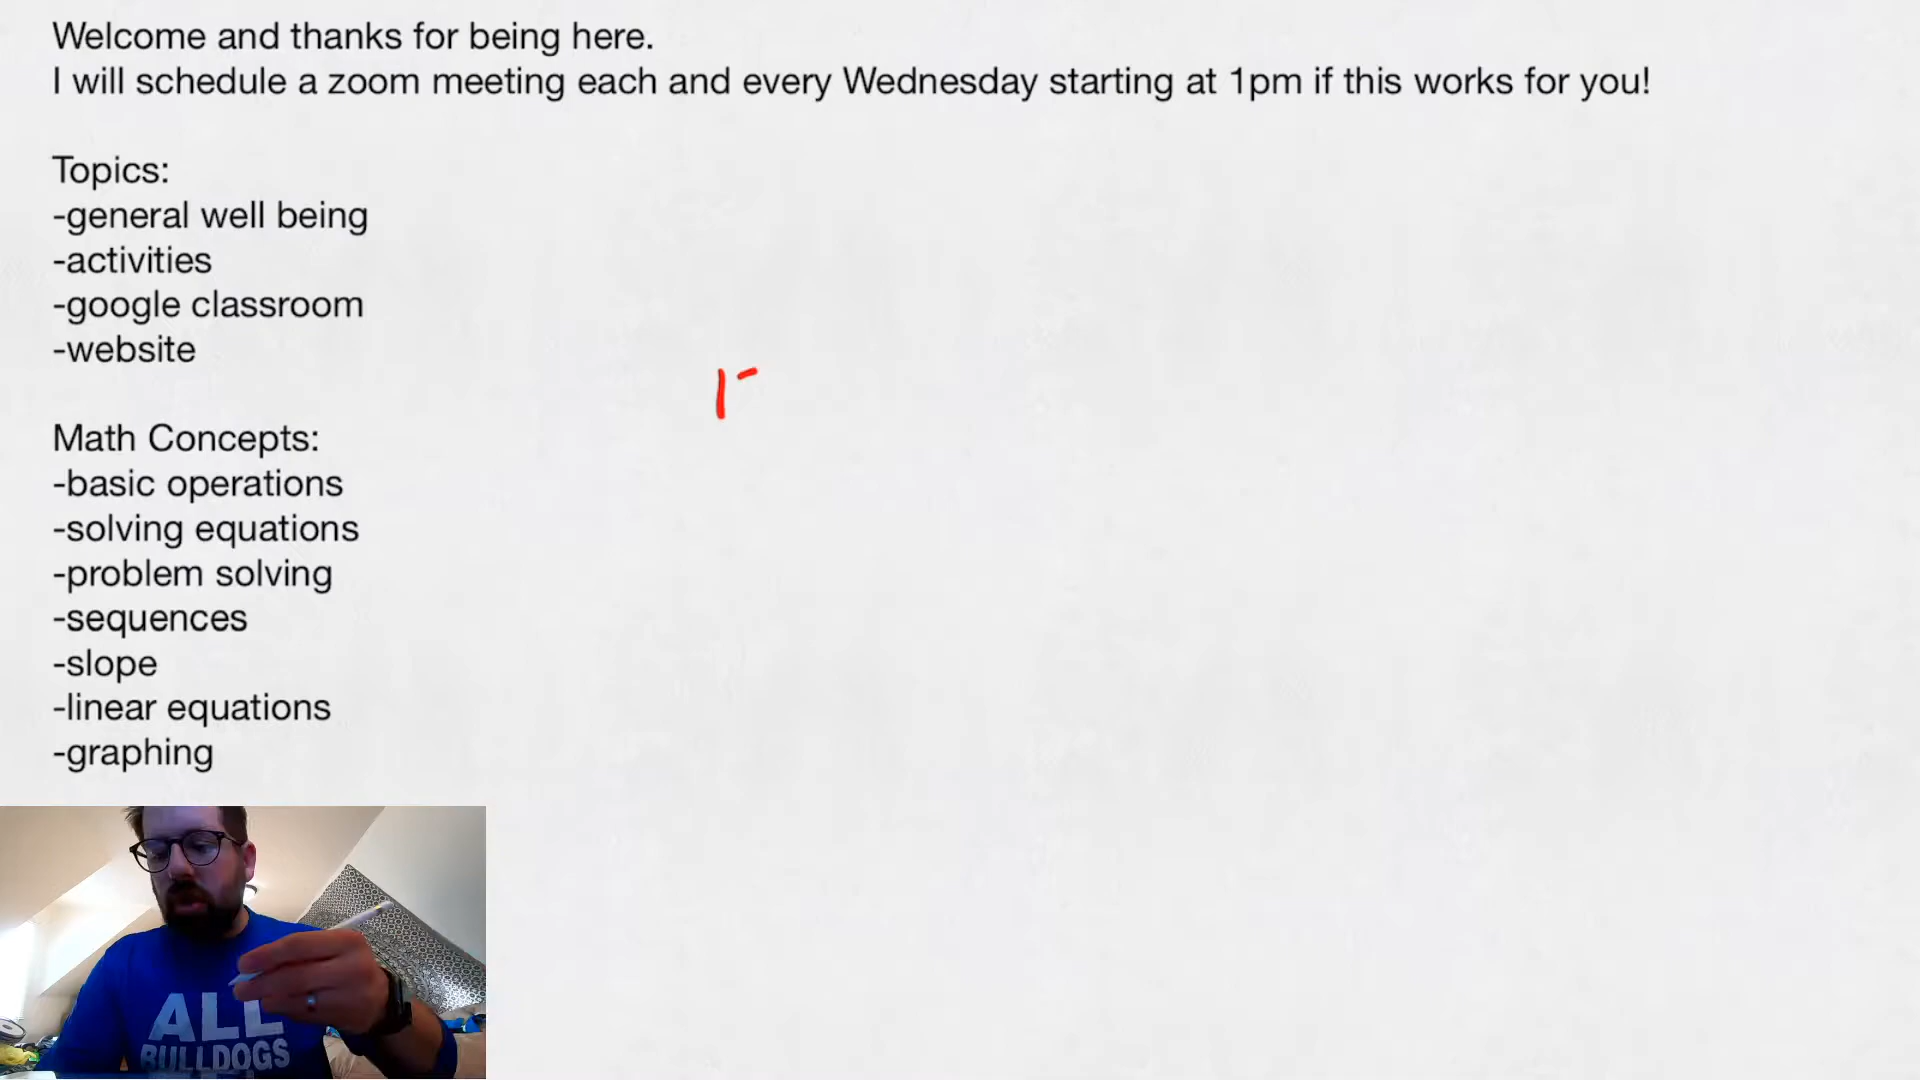 Welcome and thanks for being here.
I will schedule a zoom meeting each and every Wednesday starting at 1pm if this works for you!
Topics:
-general well being
-activities
-google classroom
-website
Math Concepts:
-basic operations
-solving equations
-problem solving
-sequences
-slope
-linear equations
-graphing
ALL
BULLDOGS